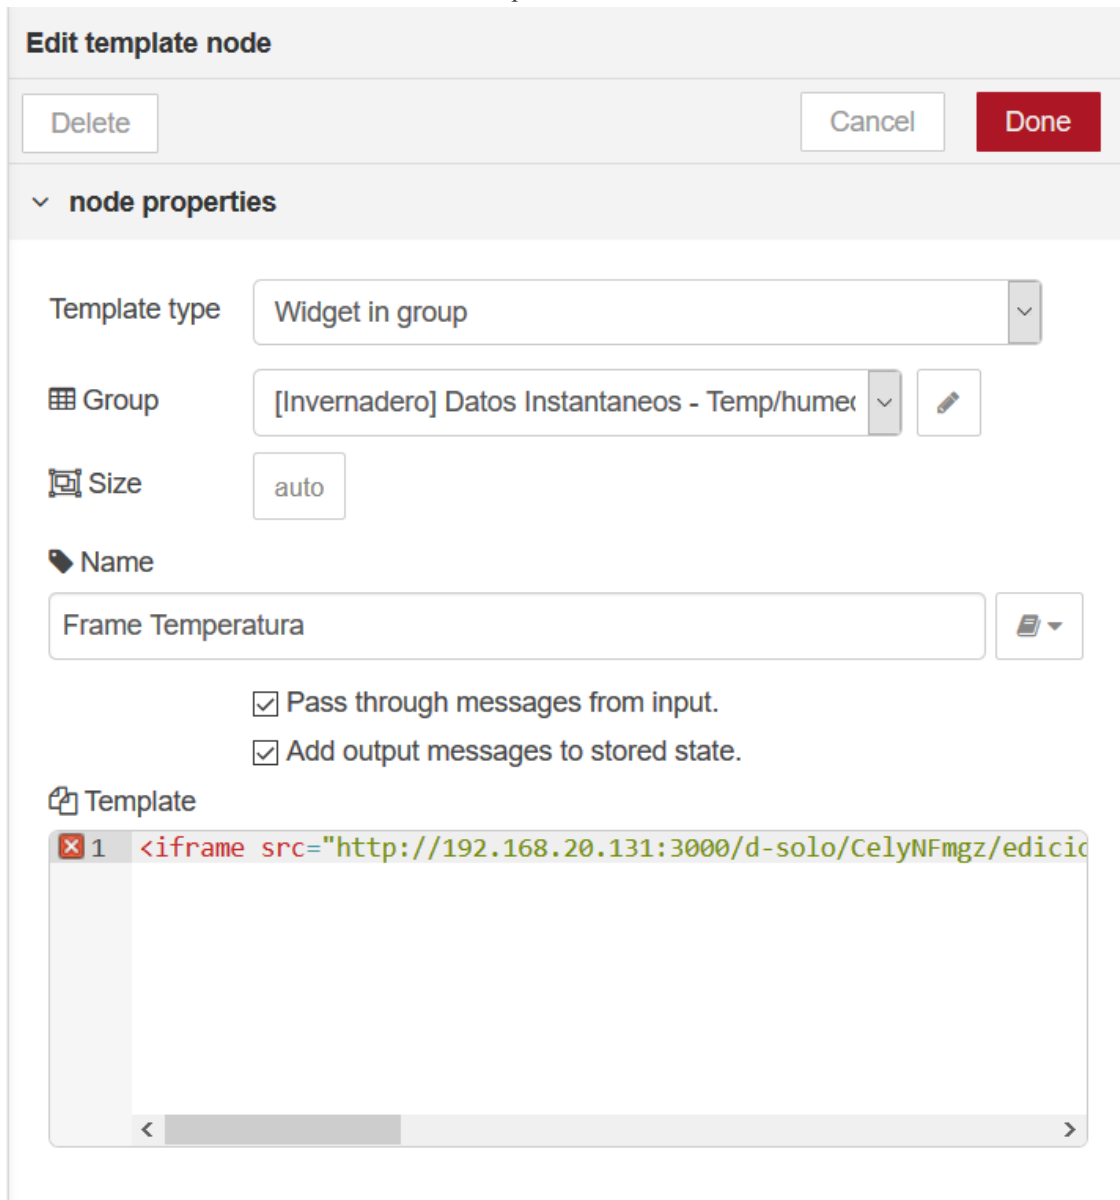 Edit template node
Delete Cancel Done
node properties
Template type Widget in group
Group [Invernadero] Datos Instantaneos - Temp/humec
Size auto
Name
Frame Temperatura
Pass through messages from input.
Add output messages to stored state.
Template
1 <iframe src="http://192.168.20.131:3000/d-solo/CelyNFmgz/edicic